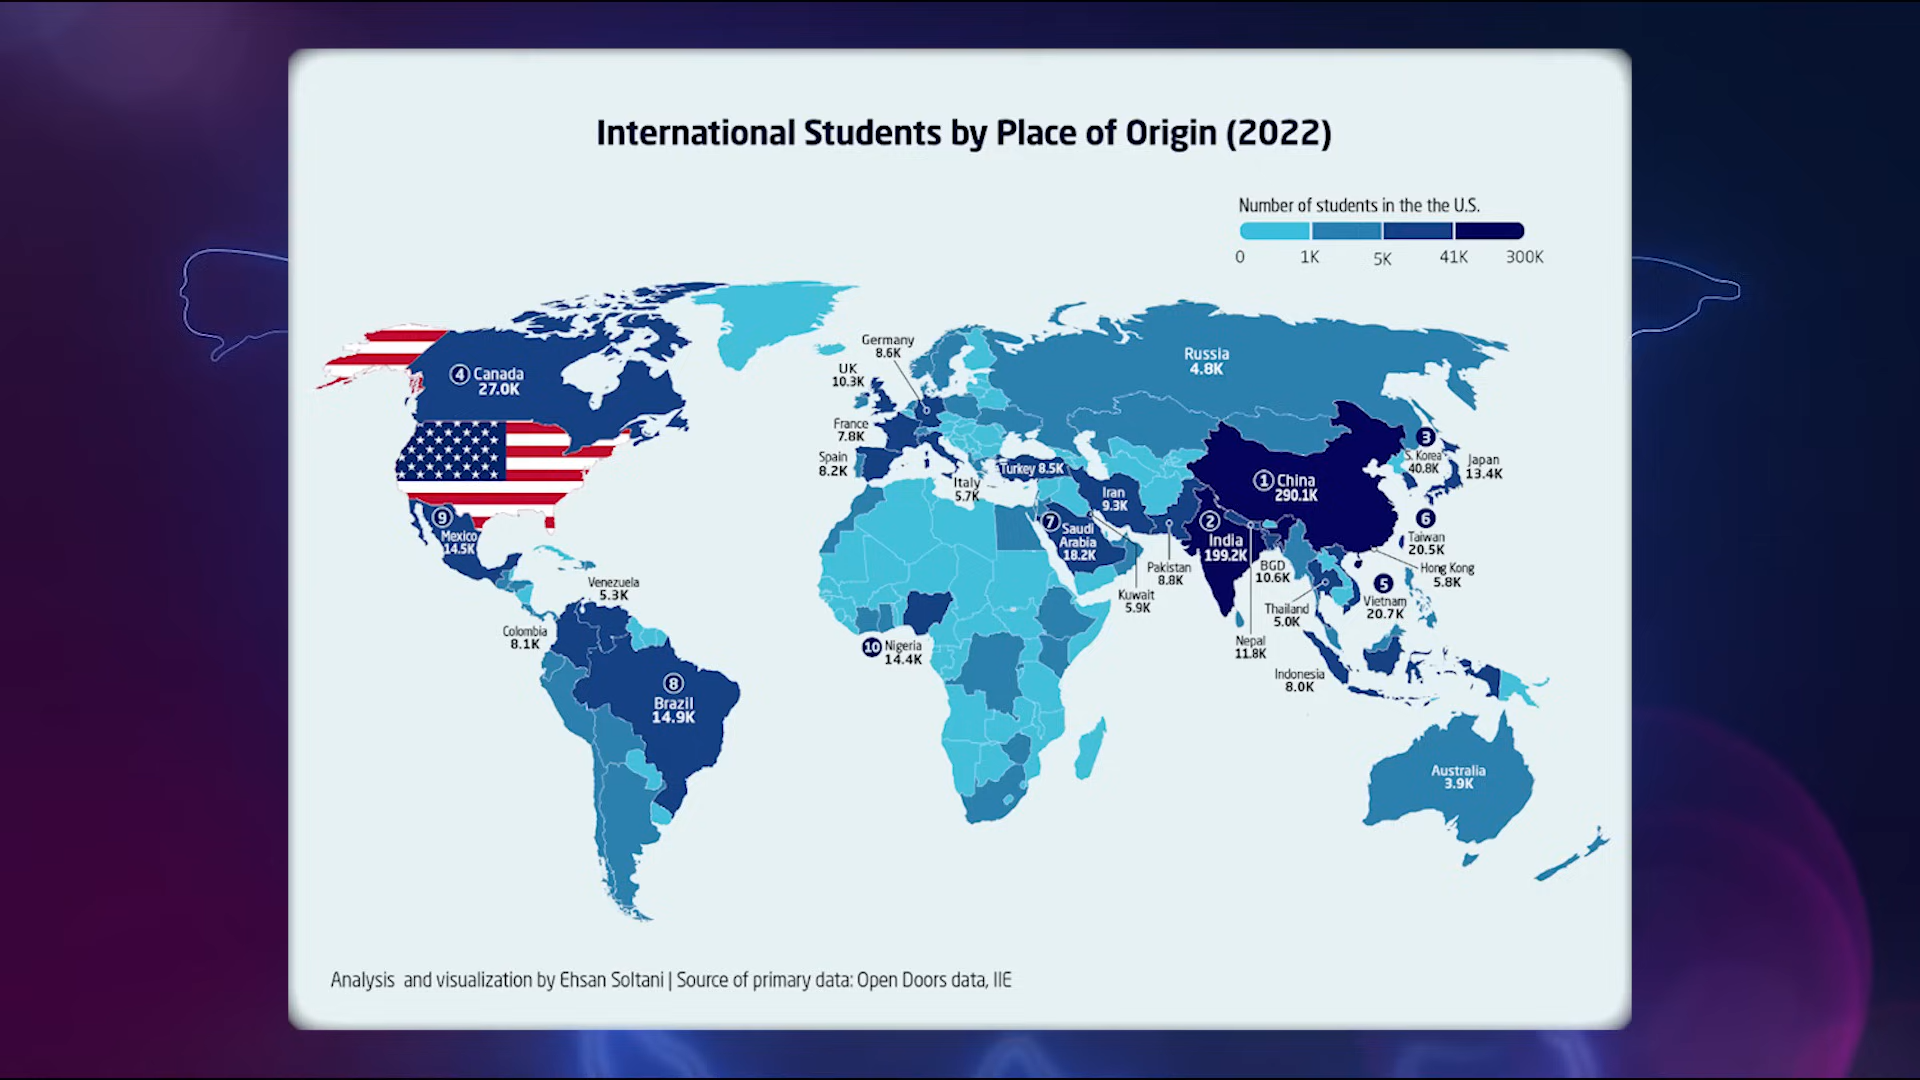 International Students by Place of Origin (2022)
Number of students in the the U.S.
0 1K 5K 41K 300K
Germany
8.6K
UK
10.3K
France
7.8K
Spain
8.2K
Italy
5.7K
Turkey 8.5K
Russia
4.8K
4 Canada
27.0K
9
Mexico
14.5K
Venezuela
5.3K
Colombia
8.1K
8
Brazil
14.9K
10 Nigeria
14.4K
Iran
9.3K
7 Saudi
Arabia
18.2K
Kuwait
5.9K
Pakistan
8.8K
2
India
199.2K
1 China
290.1K
3
S. Korea
40.8K
Japan
13.4K
6
Taiwan
20.5K
Hong Kong
5.8K
BGD
10.6K
5
Vietnam
20.7K
Thailand
5.0K
Nepal
11.8K
Indonesia
8.0K
Australia
3.9K
Analysis and visualization by Ehsan Soltani | Source of primary data: Open Doors data, IIE